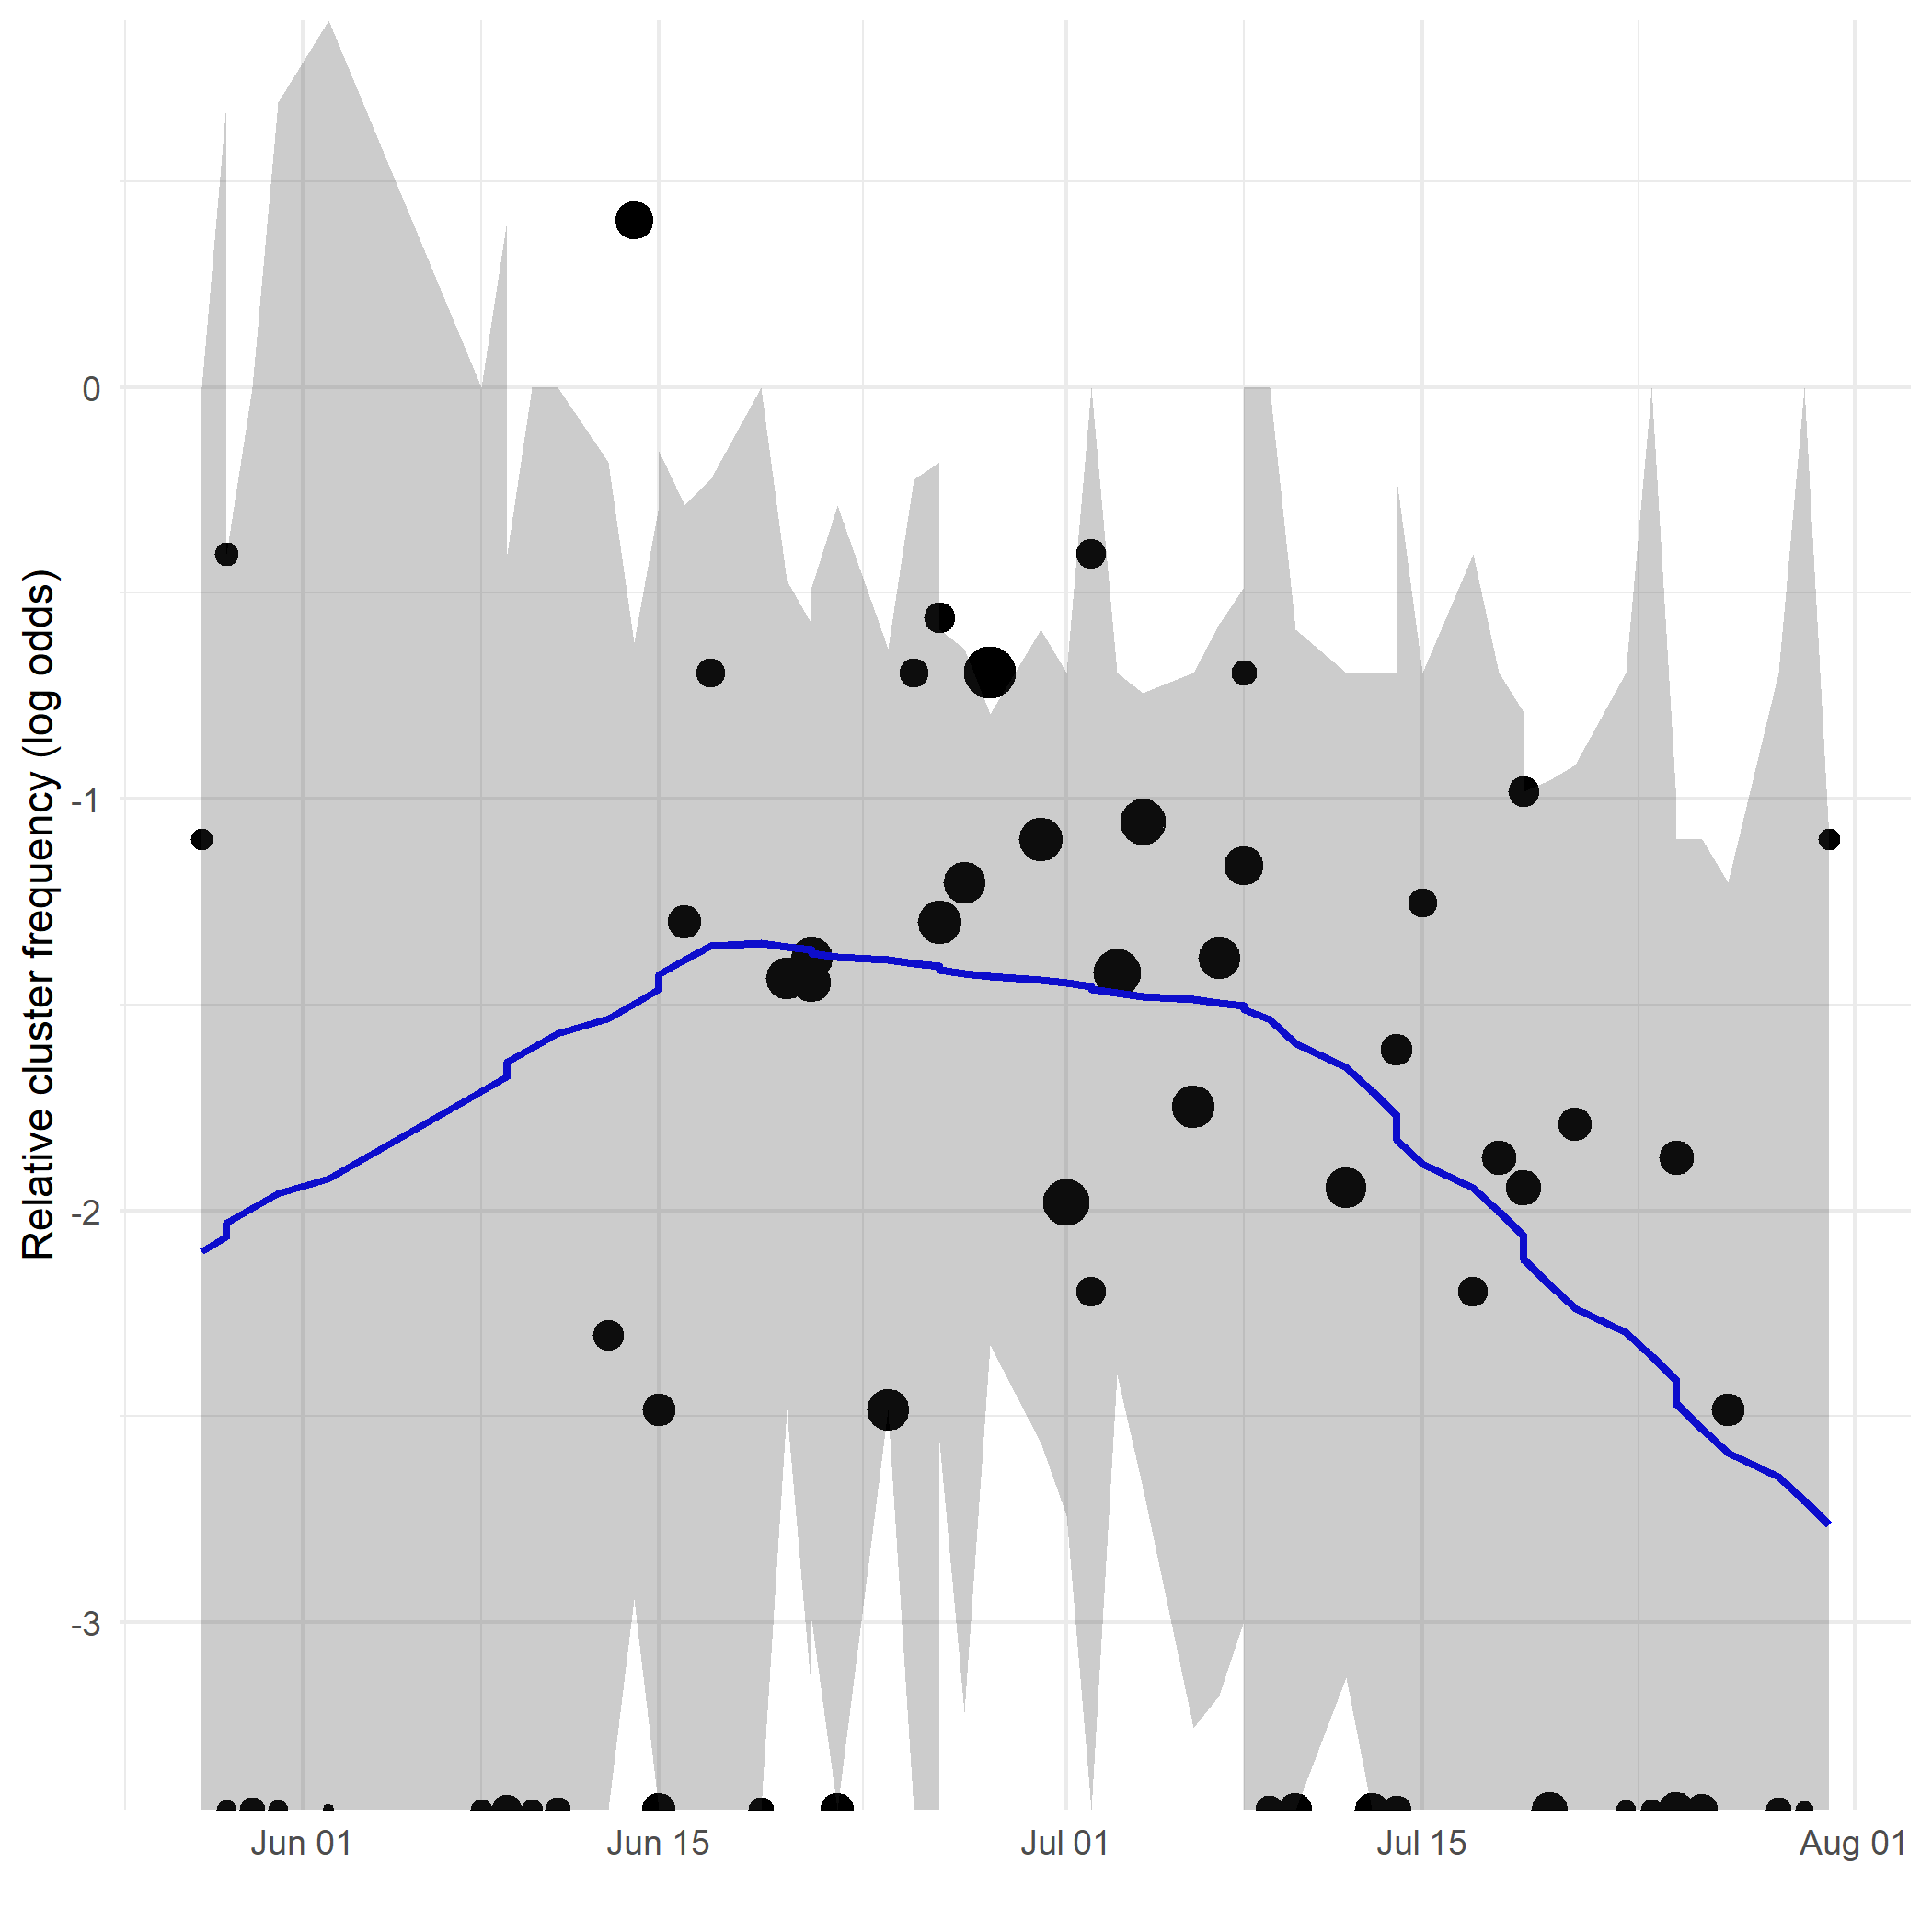 Relative cluster frequency (log odds)
0
-1
-2
-3
Jun 01
Jun 15
Jul 01
Jul 15
Aug 01